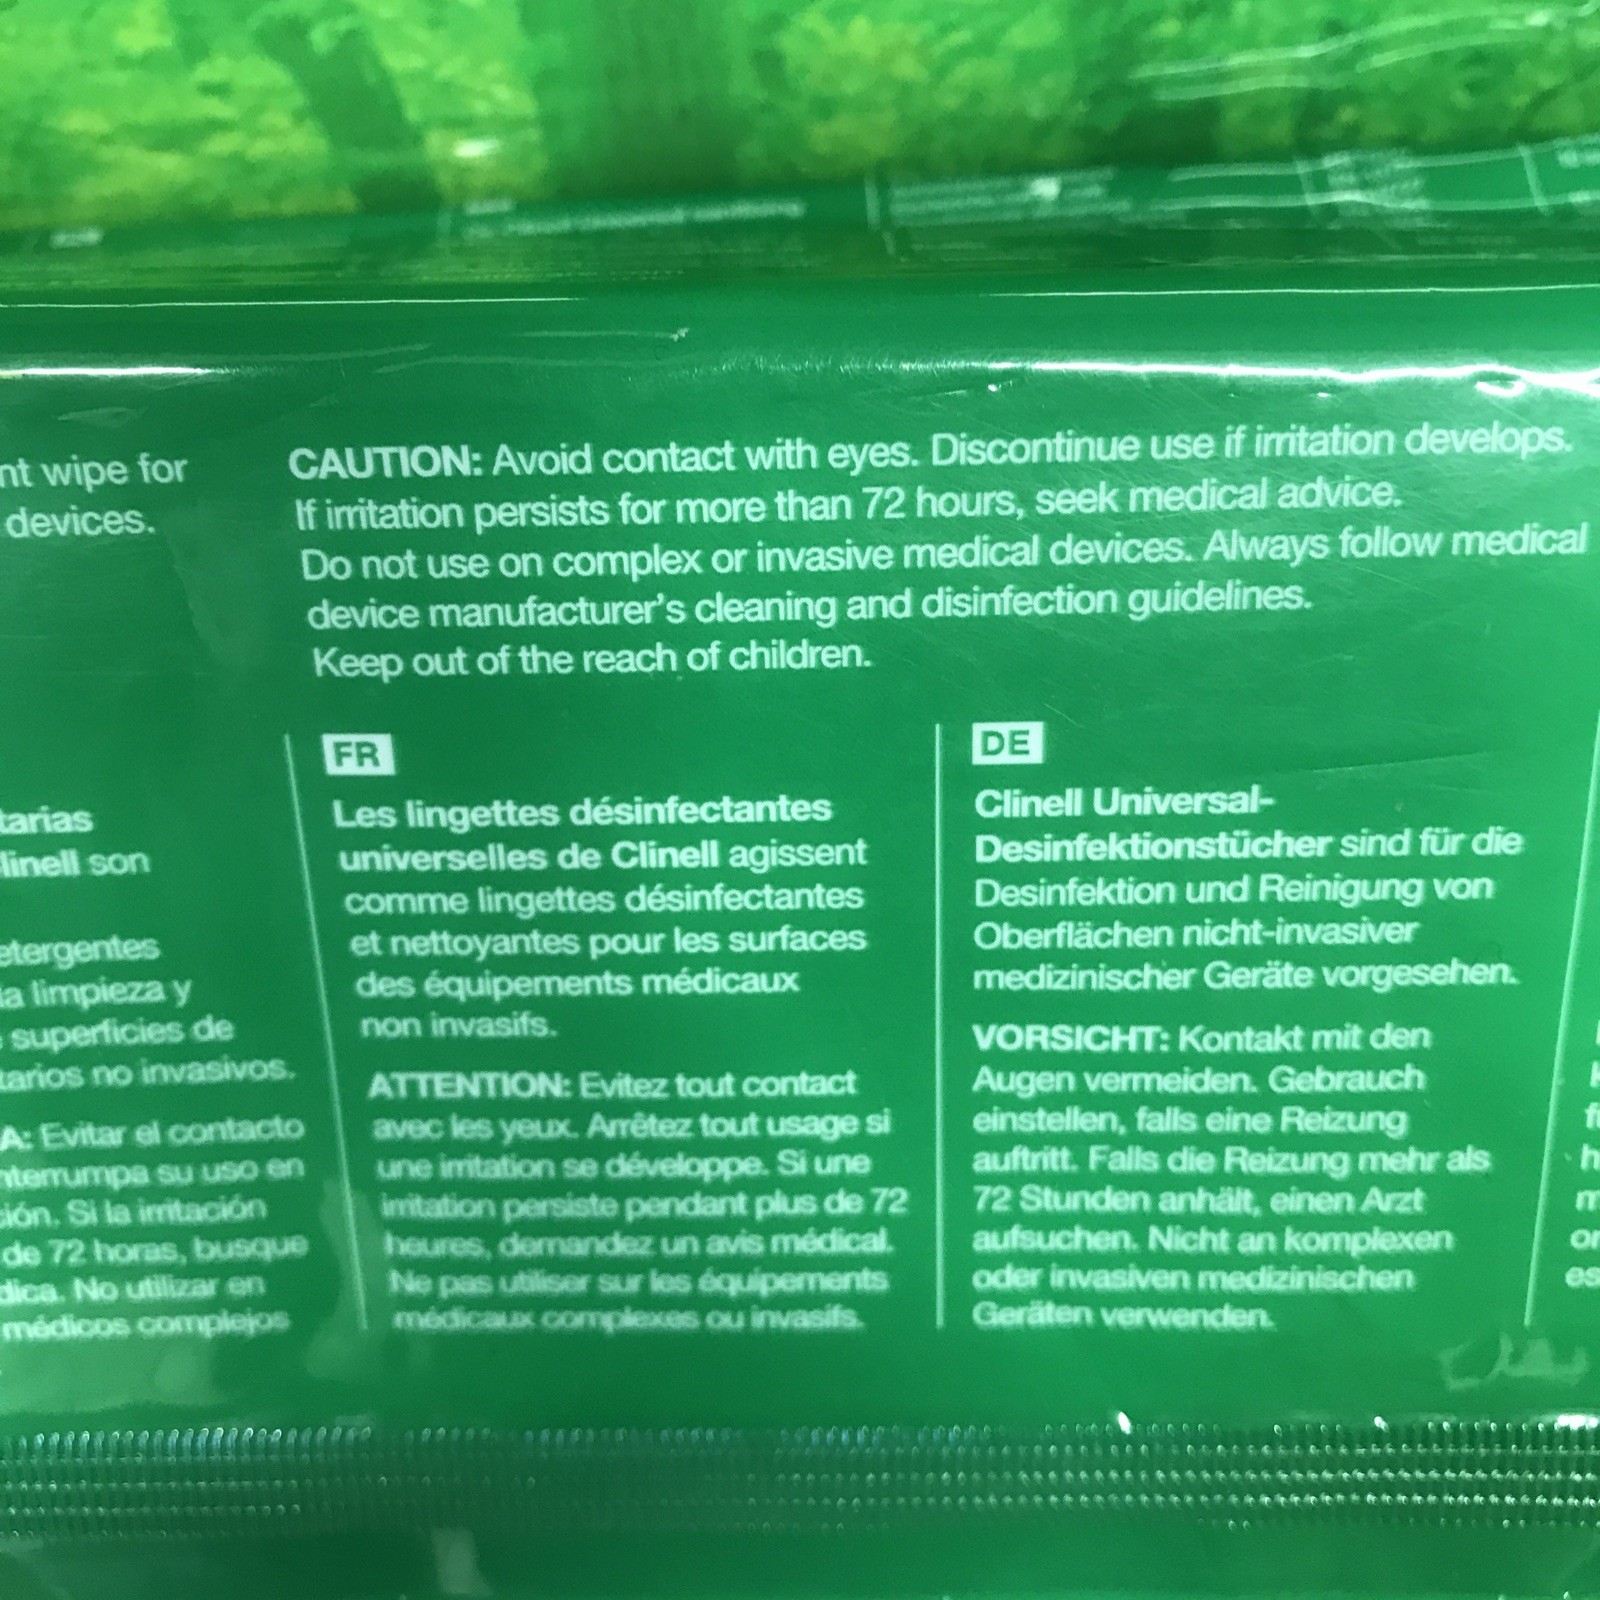 nt wipe for
devices.
CAUTION: Avoid contact with eyes. Discontinue use if irritation develops.
If irritation persists for more than 72 hours, seek medical advice.
Do not use on complex or invasive medical devices. Always follow medical
device manufacturer's cleaning and disinfection guidelines.
Keep out of the reach of children.
tarias
linell son
etergentes
la limpieza y
superficies de
tarios no invasivos.
A: Evitar el contacto
nterrumpa su uso en
ción. Si la irritación
de 72 horas, busque
dica. No utilizar en
médicos complejos
FR
Les lingettes désinfectantes
universelles de Clinell agissent
comme lingettes désinfectantes
et nettoyantes pour les surfaces
des équipements médicaux
non invasifs.
ATTENTION: Evitez tout contact
avec les yeux. Arrêtez tout usage si
une irritation se développe. Si une
irritation persiste pendant plus de 72
heures, demandez un avis médical.
Ne pas utiliser sur les équipements
médicaux complexes ou invasifs.
DE
Clinell Universal-
Desinfektionstücher sind für die
Desinfektion und Reinigung von
Oberflächen nicht-invasiver
medizinischer Geräte vorgesehen.
VORSICHT: Kontakt mit den
Augen vermeiden. Gebrauch
einstellen, falls eine Reizung
auftritt. Falls die Reizung mehr als
72 Stunden anhält, einen Arzt
aufsuchen. Nicht an komplexen
oder invasiven medizinischen
Geräten verwenden.